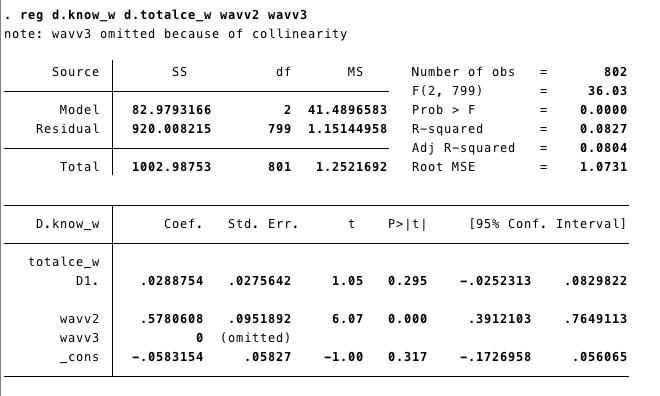 . reg d.know_w d.totalce_w wavv2 wavv3
note: wavv3 omitted because of collinearity
Source SS df MS Number of obs = 802
F(2, 799) = 36.03
Model 82.9793166 2 41.4896583 Prob > F = 0.0000
Residual 920.008215 799 1.15144958 R-squared = 0.0827
Adj R-squared = 0.0804
Total 1002.98753 801 1.2521692 Root MSE = 1.0731
D.know_w Coef. Std. Err. t P>|t| [95% Conf. Interval]
totalce_w
D1. .0288754 .0275642 1.05 0.295 -.0252313 .0829822
wavv2 .5780608 .0951892 6.07 0.000 .3912103 .7649113
wavv3 0 (omitted)
_cons -.0583154 .05827 -1.00 0.317 -.1726958 .056065